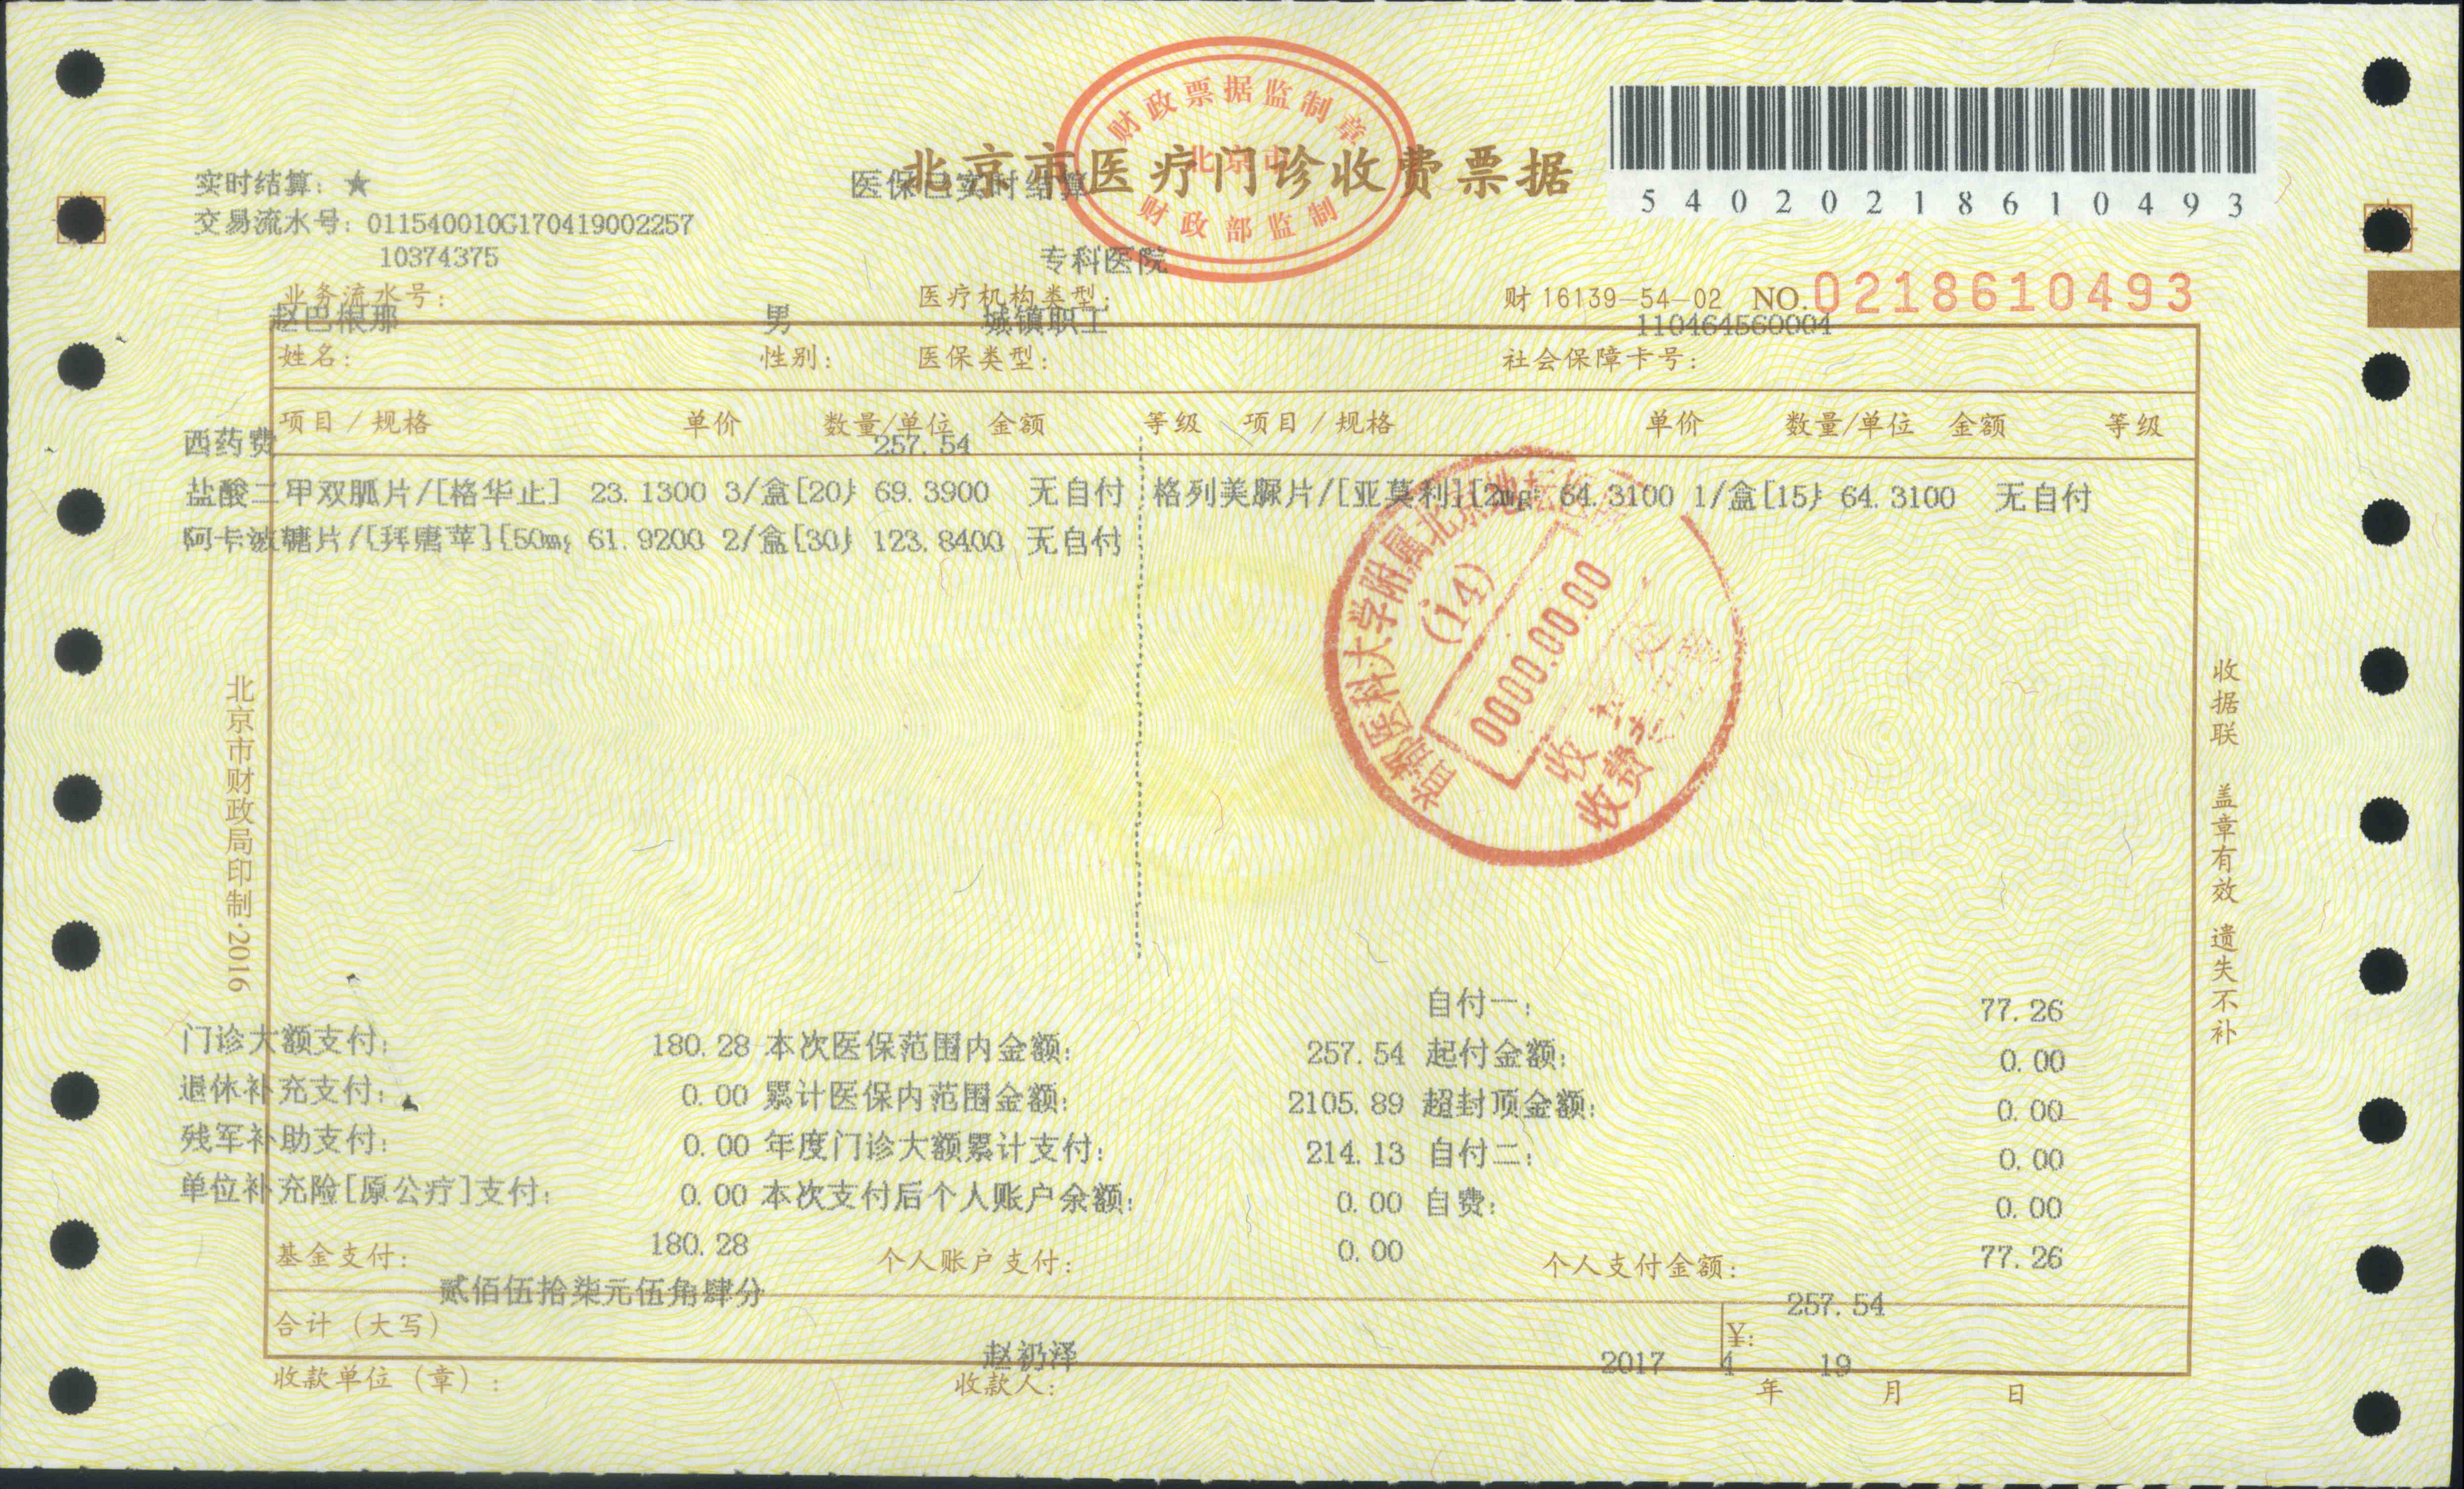 财政票据监制章
北京市
财政部监制
北京市医疗门诊收费票据
医保已实时结算
5402021861 0493
实时结算：★
交易流水号：011540010G170419002257
10374375
专科医院
业务流水号：
医疗机构类型：
财 16139-54-02 NO.0218610493
赵巴根那 男 城镇职工 110464560004
姓名： 性别： 医保类型： 社会保障卡号：
项目/规格 单价 数量/单位 金额 等级 项目/规格 单价 数量/单位 金额 等级
西药费 257.54
盐酸二甲双胍片/[格华止] 23.1300 3/盒[20片 69.3900 无自付 格列美脲片/[亚莫利][2mg 64.3100 1/盒[15片 64.3100 无自付
阿卡波糖片/[拜唐苹][50mg 61.9200 2/盒[30片 123.8400 无自付
首都医科大学附属北京地坛医院
(14)
0000.00.00
收费
北京市财政局印制·2016
收据联 盖章有效 遗失不补
自付一： 77.26
门诊大额支付： 180.28 本次医保范围内金额： 257.54 起付金额： 0.00
退休补充支付： 0.00 累计医保内范围金额： 2105.89 超封顶金额： 0.00
残军补助支付： 0.00 年度门诊大额累计支付： 214.13 自付二： 0.00
单位补充险[原公疗]支付： 0.00 本次支付后个人账户余额： 0.00 自费： 0.00
基金支付： 180.28 个人账户支付： 0.00 个人支付金额： 77.26
贰佰伍拾柒元伍角肆分 257.54
合计（大写） ¥:
赵礽泽 2017 4 19
收款单位（章）： 收款人： 年 月 日